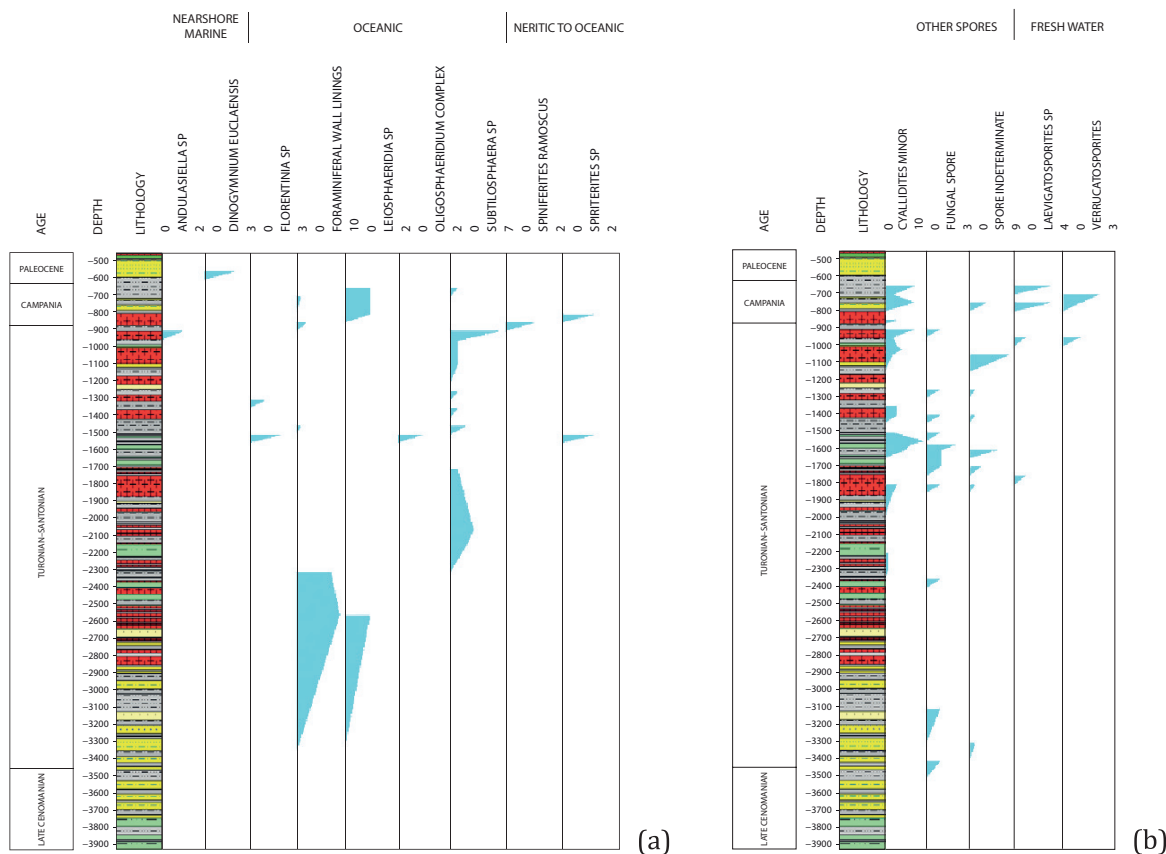 NEARSHORE
MARINE
OCEANIC
NERITIC TO OCEANIC
AGE
DEPTH
LITHOLOGY
0 ANDULASIELLA SP 2
DINOGYMNIUM EUCLAENSIS
3 0 FLORENTINIA SP
3 0 FORAMINIFERAL WALL LININGS
10 0 LEIOSPHAERIDIA SP
2 0 OLIGOSPHAERIDIUM COMPLEX
2 0 SUBTILOSPHAERA SP
7 0 SPINIFERITES RAMOSCUS
2 0 SPIRITERITES SP
2
PALEOCENE
CAMPANIA
TURONIAN–SANTONIAN
LATE CENOMANIAN
−500
−600
−700
−800
−900
−1000
−1100
−1200
−1300
−1400
−1500
−1600
−1700
−1800
−1900
−2000
−2100
−2200
−2300
−2400
−2500
−2600
−2700
−2800
−2900
−3000
−3100
−3200
−3300
−3400
−3500
−3600
−3700
−3800
−3900
(a)
OTHER SPORES
FRESH WATER
AGE
DEPTH
LITHOLOGY
0 CYALLIDITES MINOR 10
0 FUNGAL SPORE 3
0 SPORE INDETERMINATE 9
0 LAEVIGATOSPORITES SP 4
0 VERRUCATOSPORITES 3
PALEOCENE
CAMPANIA
TURONIAN–SANTONIAN
LATE CENOMANIAN
−500
−600
−700
−800
−900
−1000
−1100
−1200
−1300
−1400
−1500
−1600
−1700
−1800
−1900
−2000
−2100
−2200
−2300
−2400
−2500
−2600
−2700
−2800
−2900
−3000
−3100
−3200
−3300
−3400
−3500
−3600
−3700
−3800
−3900
(b)